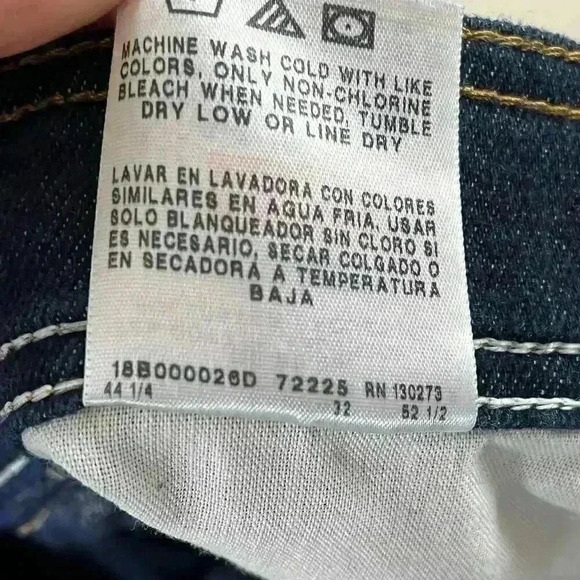 MACHINE WASH COLD WITH LIKE
COLORS, ONLY NON-CHLORINE
BLEACH WHEN NEEDED, TUMBLE
DRY LOW OR LINE DRY
LAVAR EN LAVADORA CON COLORES
SIMILARES EN AGUA FRIA. USAR
SOLO BLANQUEADOR SIN CLORO SI
ES NECESARIO, SECAR COLGADO O
EN SECADORA A TEMPERATURA
BAJA
18B000026D 72225 RN 130273
44 1/4 32 52 1/2